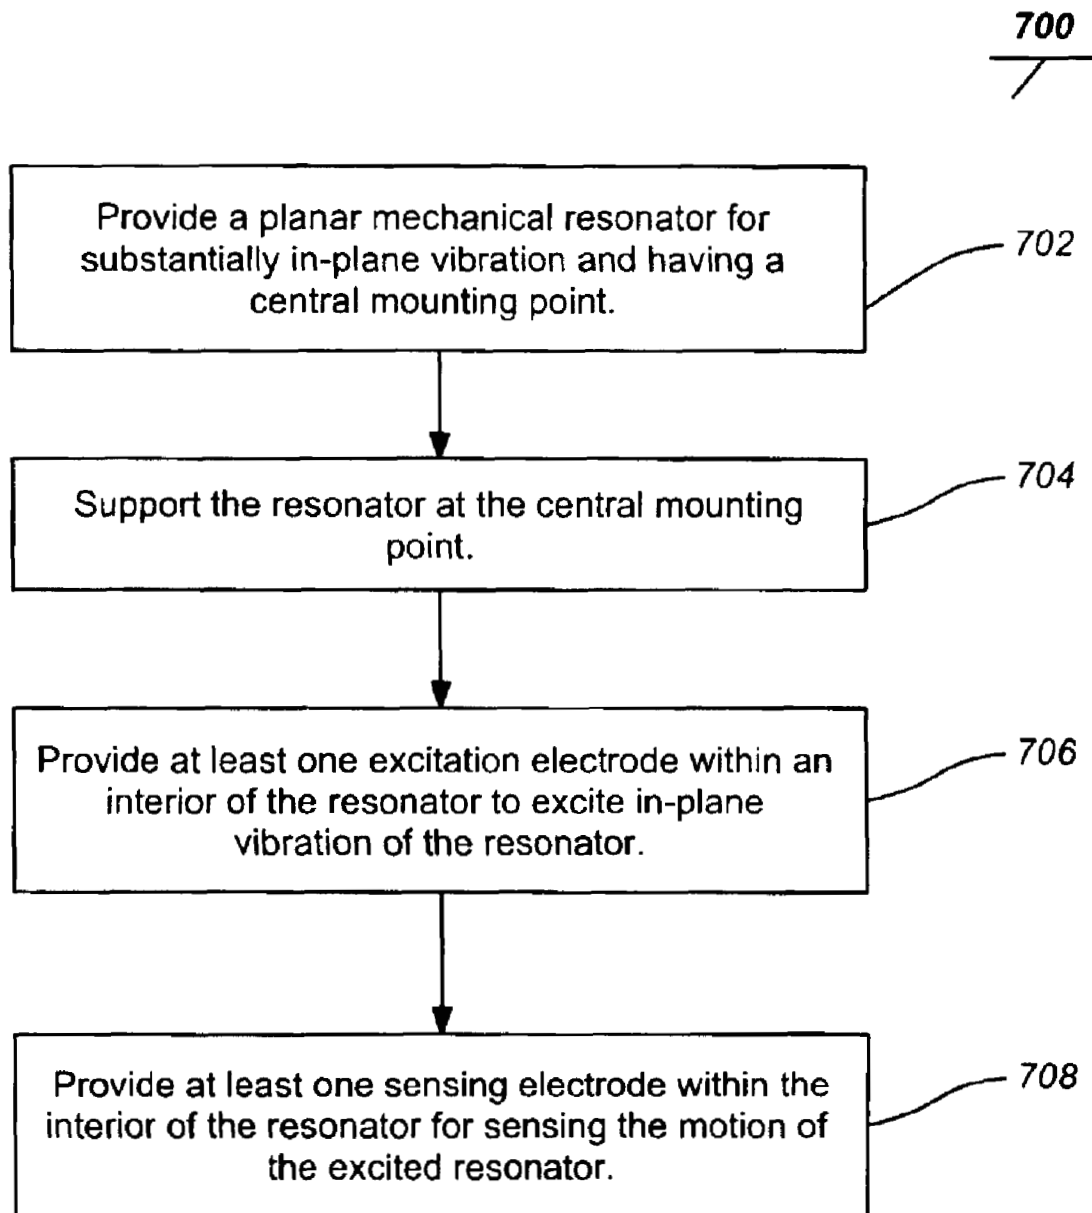 700
Provide a planar mechanical resonator for
substantially in-plane vibration and having a
central mounting point.
702
Support the resonator at the central mounting
point.
704
Provide at least one excitation electrode within an
interior of the resonator to excite in-plane
vibration of the resonator.
706
Provide at least one sensing electrode within the
interior of the resonator for sensing the motion of
the excited resonator.
708